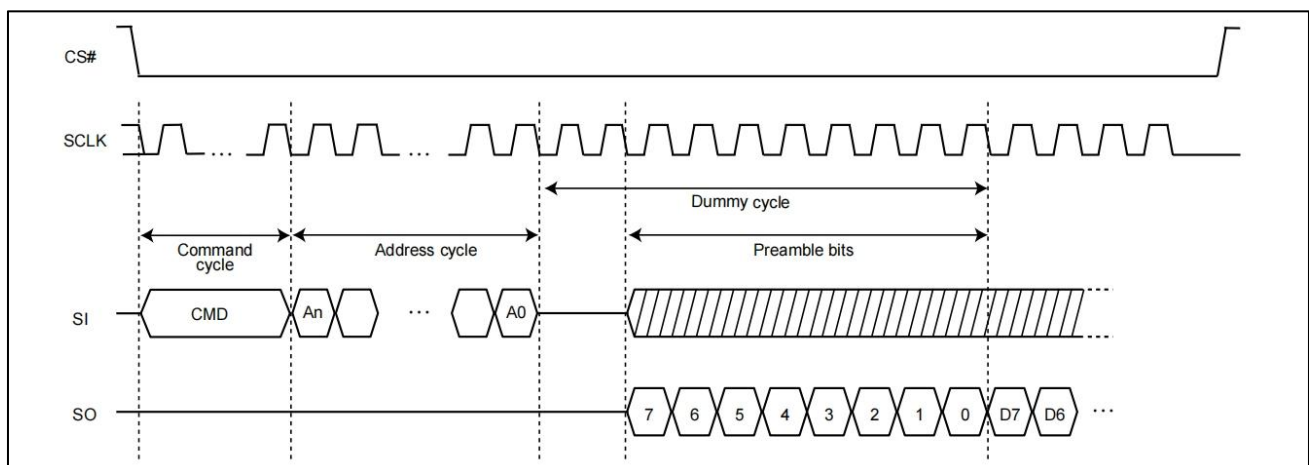 CS#
SCLK
... ...
Dummy cycle
Command
cycle
Address cycle
Preamble bits
SI
CMD
An
...
A0
SO
7 6 5 4 3 2 1 0 D7 D6 ...